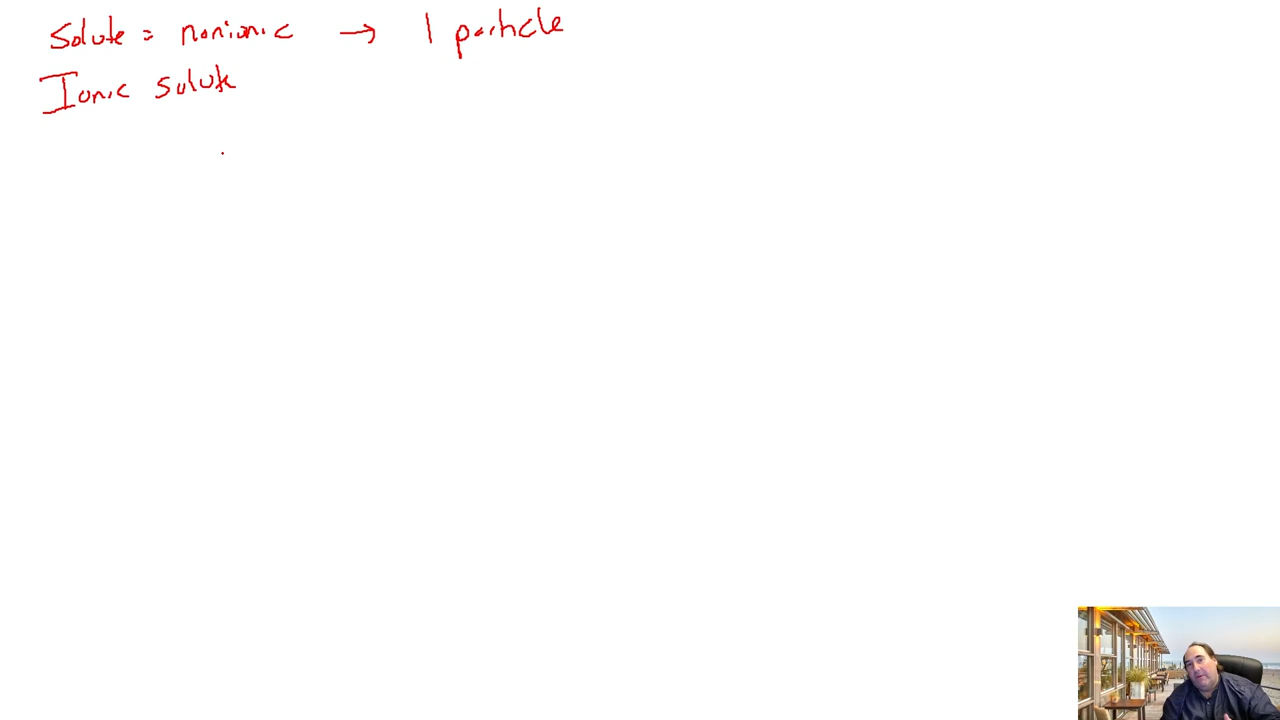 Solute = nonionic → 1 particle
Ionic solute